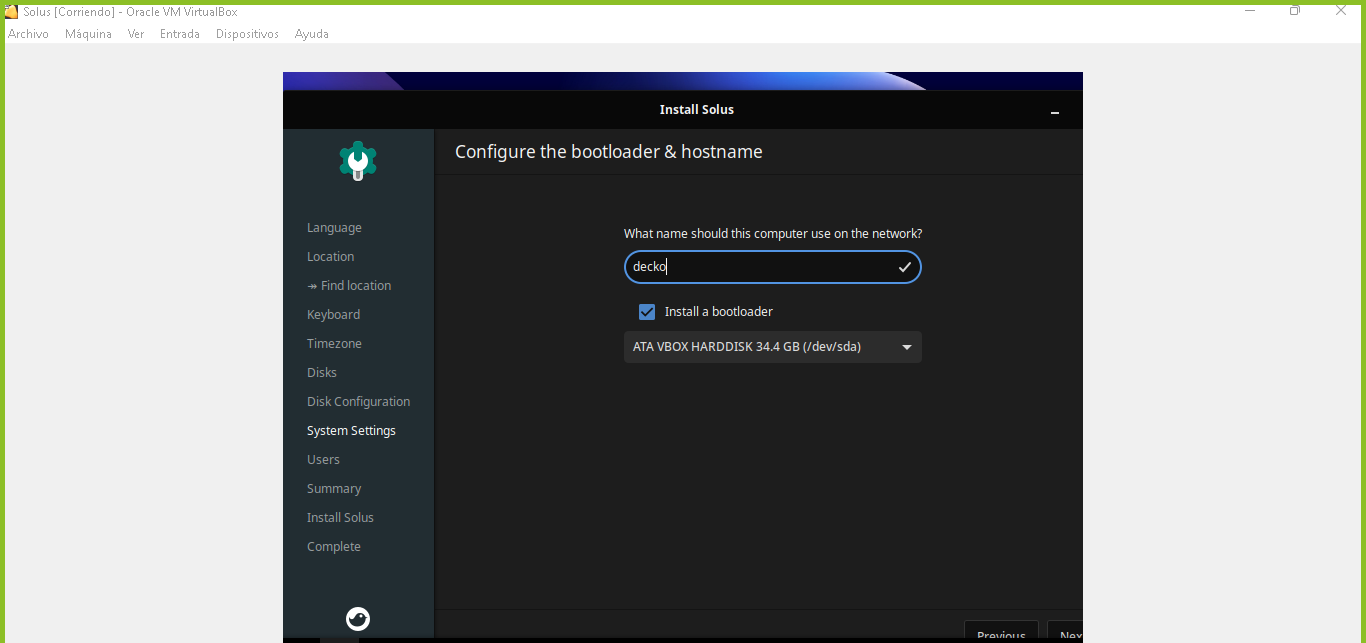 Solus [Corriendo] - Oracle VM VirtualBox
Archivo Máquina Ver Entrada Dispositivos Ayuda
Install Solus
Configure the bootloader & hostname
Language
Location
↠ Find location
Keyboard
Timezone
Disks
Disk Configuration
System Settings
Users
Summary
Install Solus
Complete
What name should this computer use on the network?
decko
Install a bootloader
ATA VBOX HARDDISK 34.4 GB (/dev/sda)
Previous Nex